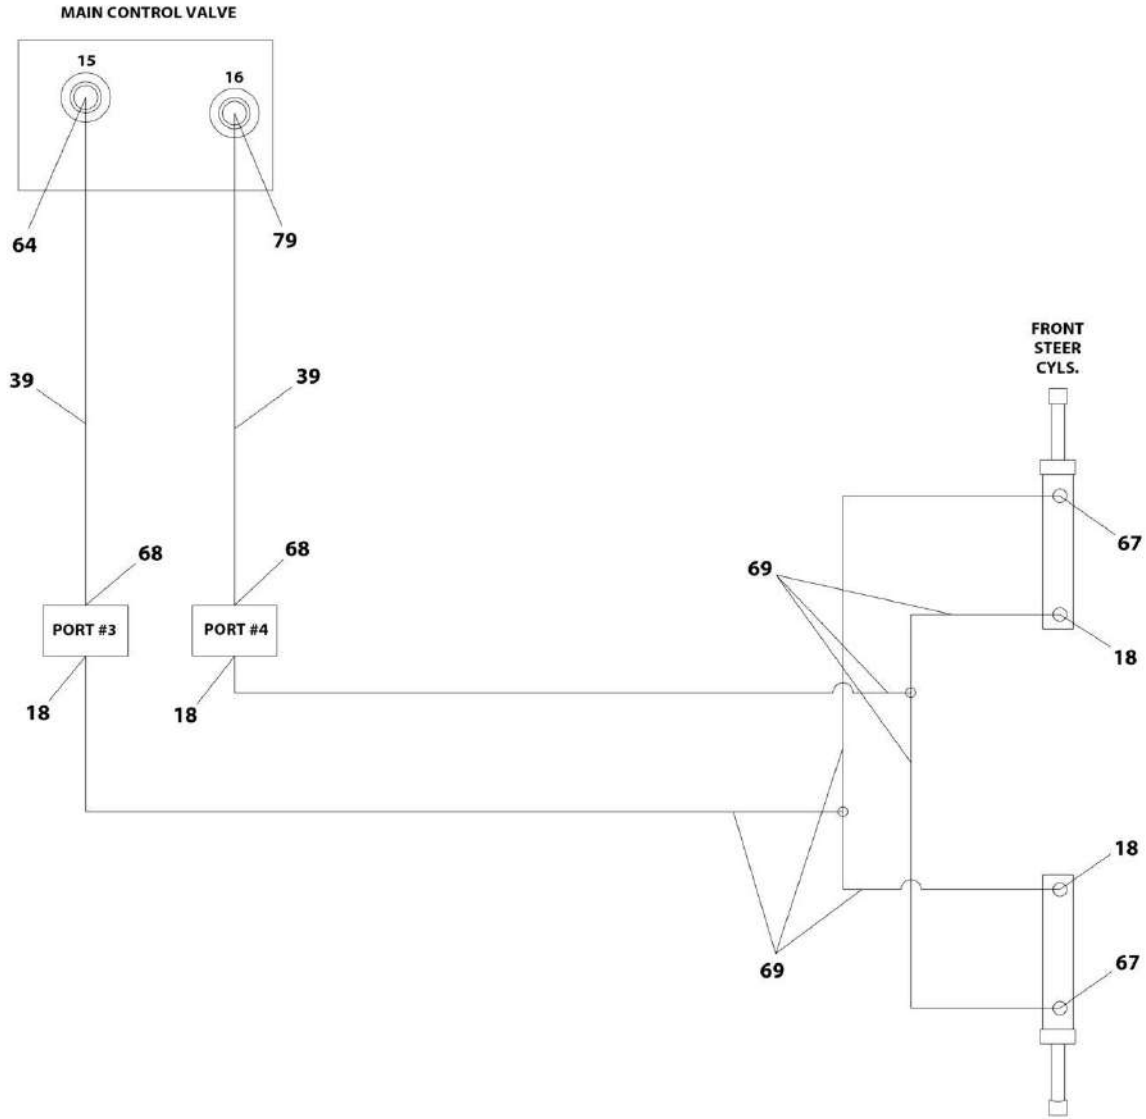 MAIN CONTROL VALVE
15
16
64
79
FRONT
STEER
CYLS.
39
39
68
68
67
69
PORT #3
PORT #4
18
18
18
18
67
69